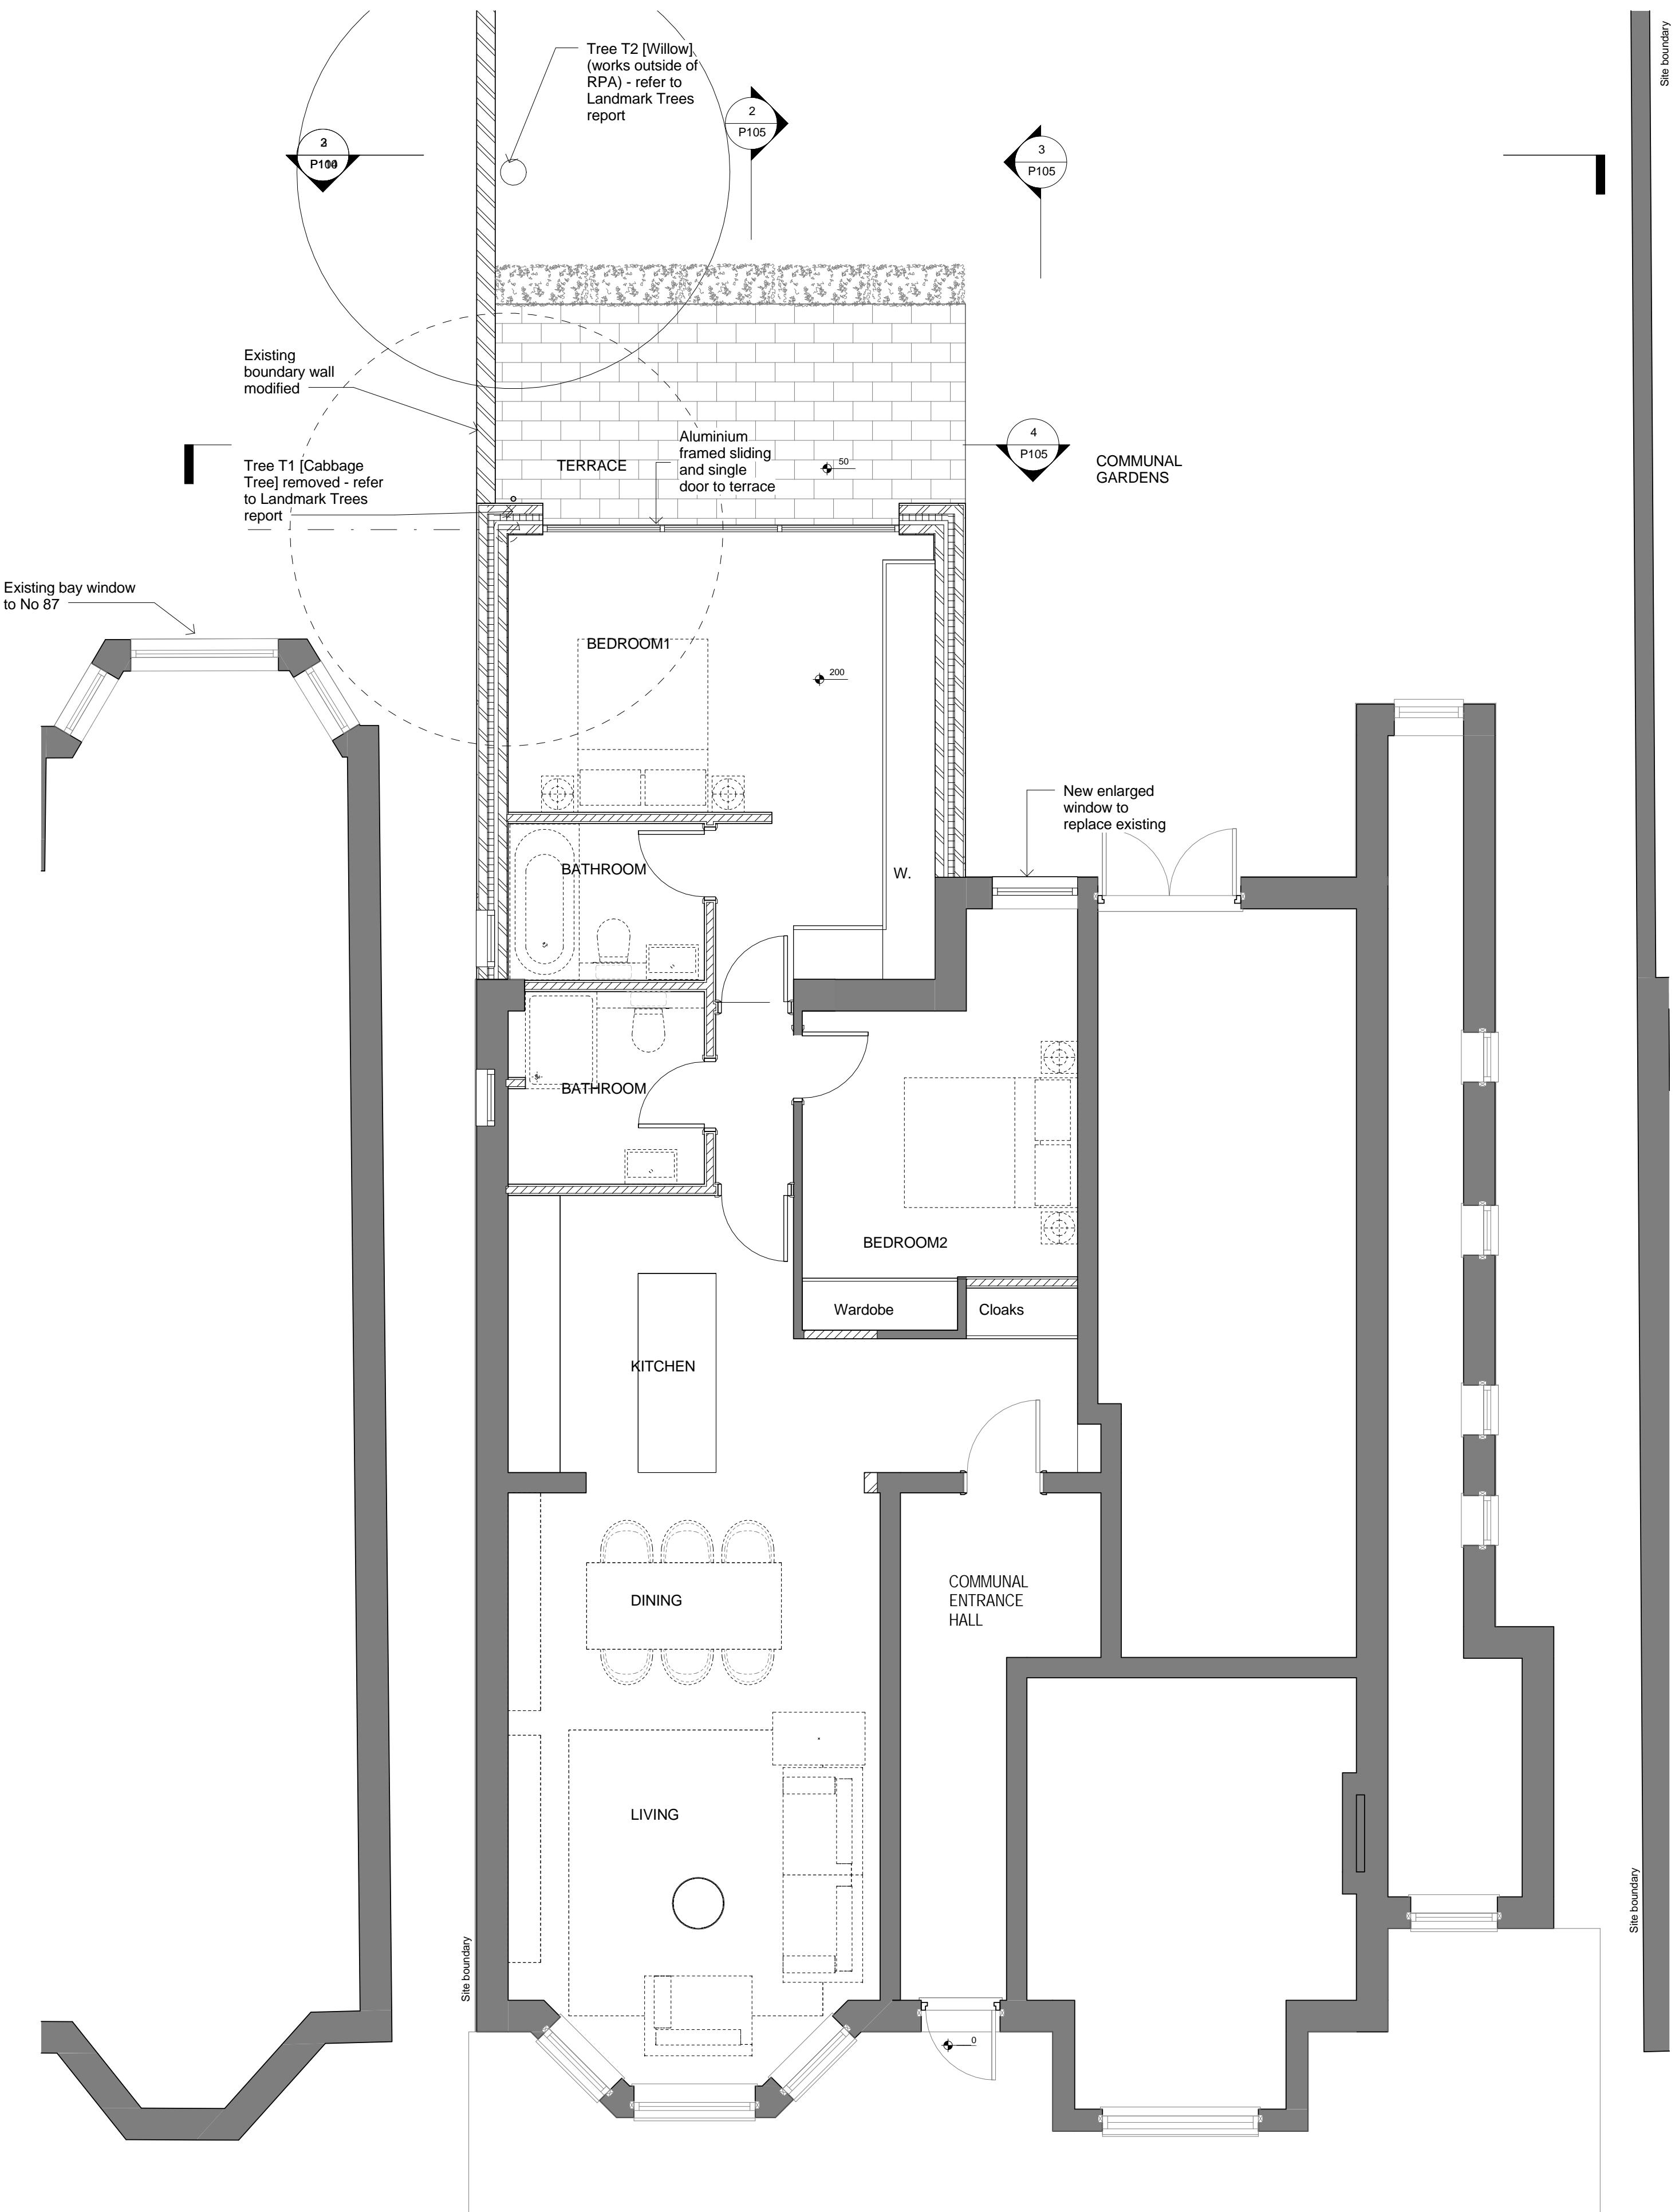 Site boundary
Tree T2 [Willow]
(works outside of
RPA) - refer to
Landmark Trees
report
2
P105
3
P105
Existing
boundary wall
modified
Tree T1 [Cabbage
Tree] removed - refer
to Landmark Trees
report
TERRACE
Aluminium
framed sliding
and single
door to terrace
50
4
P105
COMMUNAL
GARDENS
Existing bay window
to No 87
BEDROOM1
200
New enlarged
window to
replace existing
BATHROOM
W.
BATHROOM
BEDROOM2
Wardobe
Cloaks
KITCHEN
DINING
COMMUNAL
ENTRANCE
HALL
LIVING
Site boundary
Site boundary
0